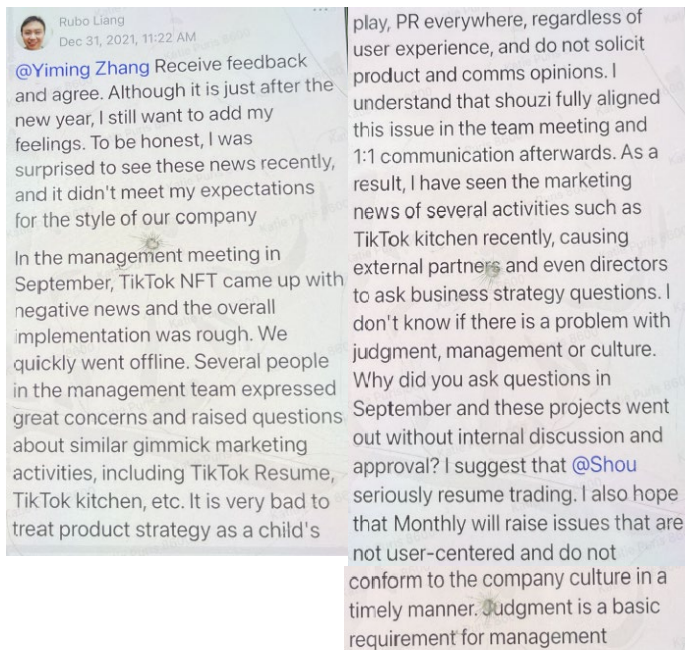 Rubo Liang
Dec 31, 2021, 11:22 AM
@Yiming Zhang Receive feedback
and agree. Although it is just after the
new year, I still want to add my
feelings. To be honest, I was
surprised to see these news recently,
and it didn't meet my expectations
for the style of our company
In the management meeting in
September, TikTok NFT came up with
negative news and the overall
implementation was rough. We
quickly went offline. Several people
in the management team expressed
great concerns and raised questions
about similar gimmick marketing
activities, including TikTok Resume,
TikTok kitchen, etc. It is very bad to
treat product strategy as a child's
play, PR everywhere, regardless of
user experience, and do not solicit
product and comms opinions. I
understand that shouzi fully aligned
this issue in the team meeting and
1:1 communication afterwards. As a
result, I have seen the marketing
news of several activities such as
TikTok kitchen recently, causing
external partners and even directors
to ask business strategy questions. I
don't know if there is a problem with
judgment, management or culture.
Why did you ask questions in
September and these projects went
out without internal discussion and
approval? I suggest that @Shou
seriously resume trading. I also hope
that Monthly will raise issues that are
not user-centered and do not
conform to the company culture in a
timely manner. Judgment is a basic
requirement for management